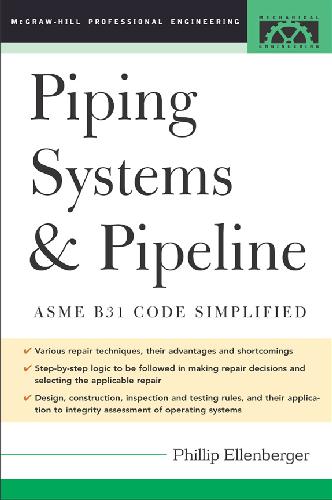 McGRAW-HILL PROFESSIONAL ENGINEERING
MECHANICAL
ENGINEERING
Piping
Systems
& Pipeline
ASME B31 CODE SIMPLIFIED
✔ Various repair techniques, their advantages and shortcomings
✔ Step-by-step logic to be followed in making repair decisions and
selecting the applicable repair
✔ Design, construction, inspection and testing rules, and their applica-
tion to integrity assessment of operating systems
Phillip Ellenberger